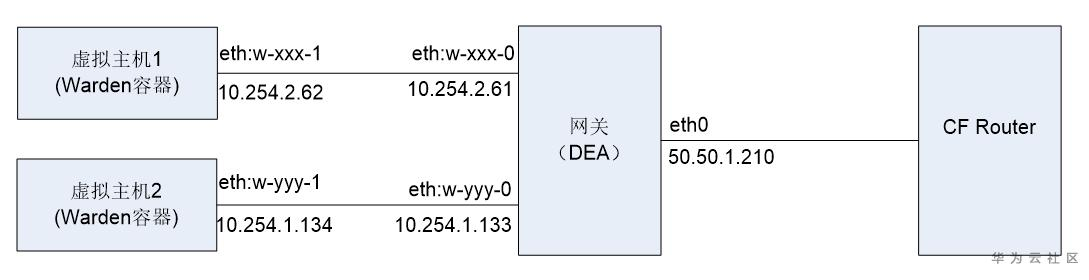 虚拟主机1
(Warden容器)
eth:w-xxx-1
10.254.2.62
eth:w-xxx-0
10.254.2.61
虚拟主机2
(Warden容器)
eth:w-yyy-1
10.254.1.134
eth:w-yyy-0
10.254.1.133
网关
（DEA）
eth0
50.50.1.210
CF Router
华为云社区